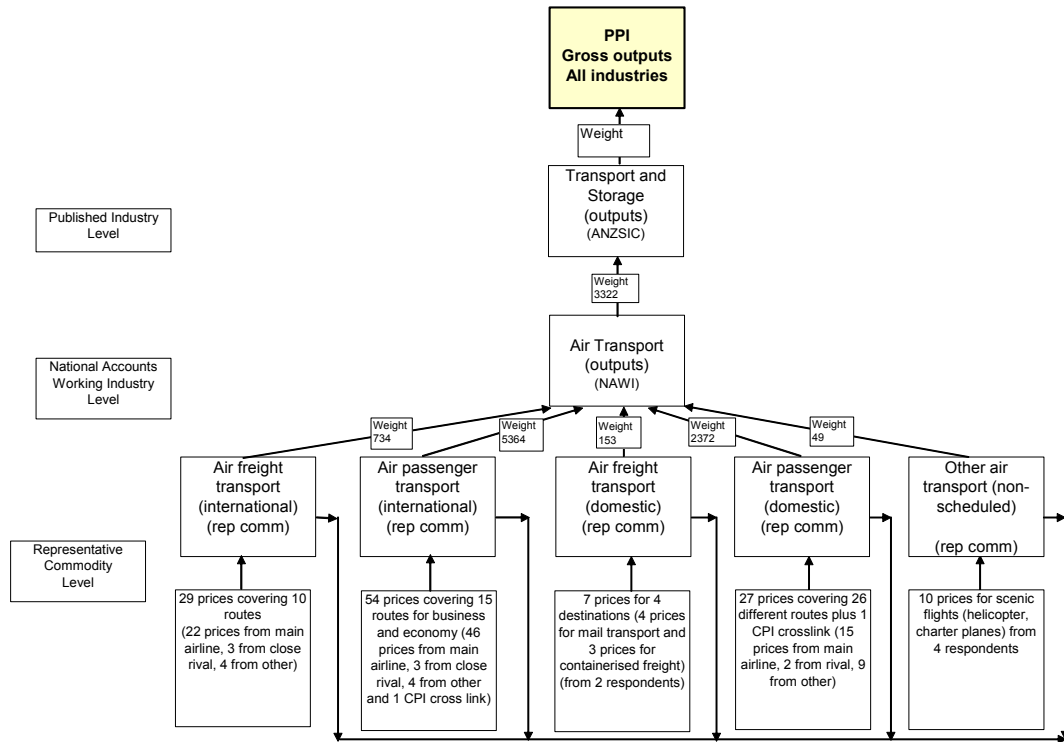 PPI
Gross outputs
All industries
Weight
Transport and
Storage
(outputs)
(ANZSIC)
Published Industry
Level
Weight
3322
Air Transport
(outputs)
(NAWI)
National Accounts
Working Industry
Level
Weight
734
Weight
5364
Weight
153
Weight
2372
Weight
49
Air freight
transport
(international)
(rep comm)
Air passenger
transport
(international)
(rep comm)
Air freight
transport
(domestic)
(rep comm)
Air passenger
transport
(domestic)
(rep comm)
Other air
transport (non-
scheduled)
(rep comm)
Representative
Commodity
Level
29 prices covering 10
routes
(22 prices from main
airline, 3 from close
rival, 4 from other)
54 prices covering 15
routes for business
and economy (46
prices from main
airline, 3 from close
rival, 4 from other
and 1 CPI cross link)
7 prices for 4
destinations (4 prices
for mail transport and
3 prices for
containerised freight)
(from 2 respondents)
27 prices covering 26
different routes plus 1
CPI crosslink (15
prices from main
airline, 2 from rival, 9
from other)
10 prices for scenic
flights (helicopter,
charter planes) from
4 respondents